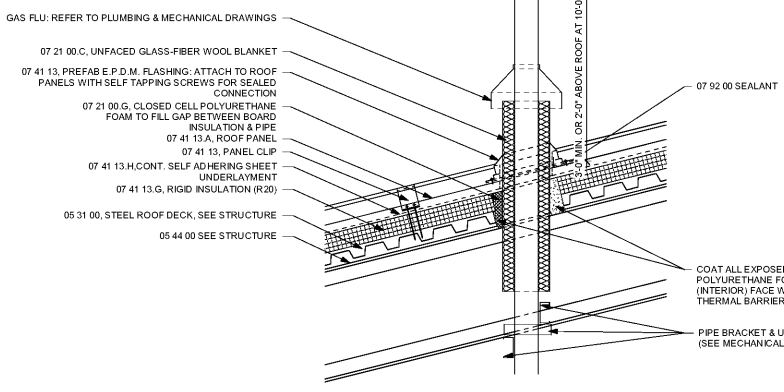 GAS FLU: REFER TO PLUMBING & MECHANICAL DRAWINGS
07 21 00.C, UNFACED GLASS-FIBER WOOL BLANKET
07 41 13, PREFAB E.P.D.M. FLASHING: ATTACH TO ROOF
PANELS WITH SELF TAPPING SCREWS FOR SEALED
CONNECTION
07 21 00.G, CLOSED CELL POLYURETHANE
FOAM TO FILL GAP BETWEEN BOARD
INSULATION & PIPE
07 41 13.A, ROOF PANEL
07 41 13, PANEL CLIP
07 41 13.H,CONT. SELF ADHERING SHEET
UNDERLAYMENT
07 41 13.G, RIGID INSULATION (R20)
05 31 00, STEEL ROOF DECK, SEE STRUCTURE
05 44 00 SEE STRUCTURE
3'-0" MIN. OR 2'-0" ABOVE ROOF AT 10'-0
07 92 00 SEALANT
COAT ALL EXPOSE
POLYURETHANE FO
(INTERIOR) FACE W
THERMAL BARRIER
PIPE BRACKET & U
(SEE MECHANICAL